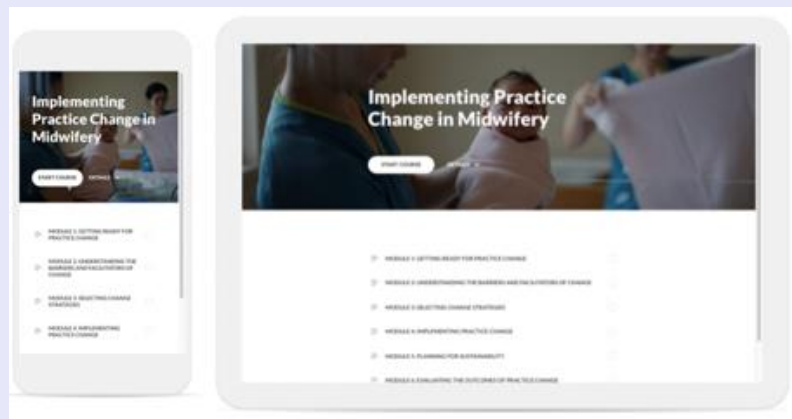 Implementing
Practice Change in
Midwifery
START COURSE DETAILS
MODULE 1: GETTING READY FOR
PRACTICE CHANGE
MODULE 2: UNDERSTANDING THE
BARRIERS AND FACILITATORS OF
CHANGE
MODULE 3: SELECTING CHANGE
STRATEGIES
MODULE 4: IMPLEMENTING
PRACTICE CHANGE
Implementing Practice
Change in Midwifery
START COURSE DETAILS
MODULE 1: GETTING READY FOR PRACTICE CHANGE
MODULE 2: UNDERSTANDING THE BARRIERS AND FACILITATORS OF CHANGE
MODULE 3: SELECTING CHANGE STRATEGIES
MODULE 4: IMPLEMENTING PRACTICE CHANGE
MODULE 5: PLANNING FOR SUSTAINABILITY
MODULE 6: EVALUATING THE OUTCOMES OF PRACTICE CHANGE